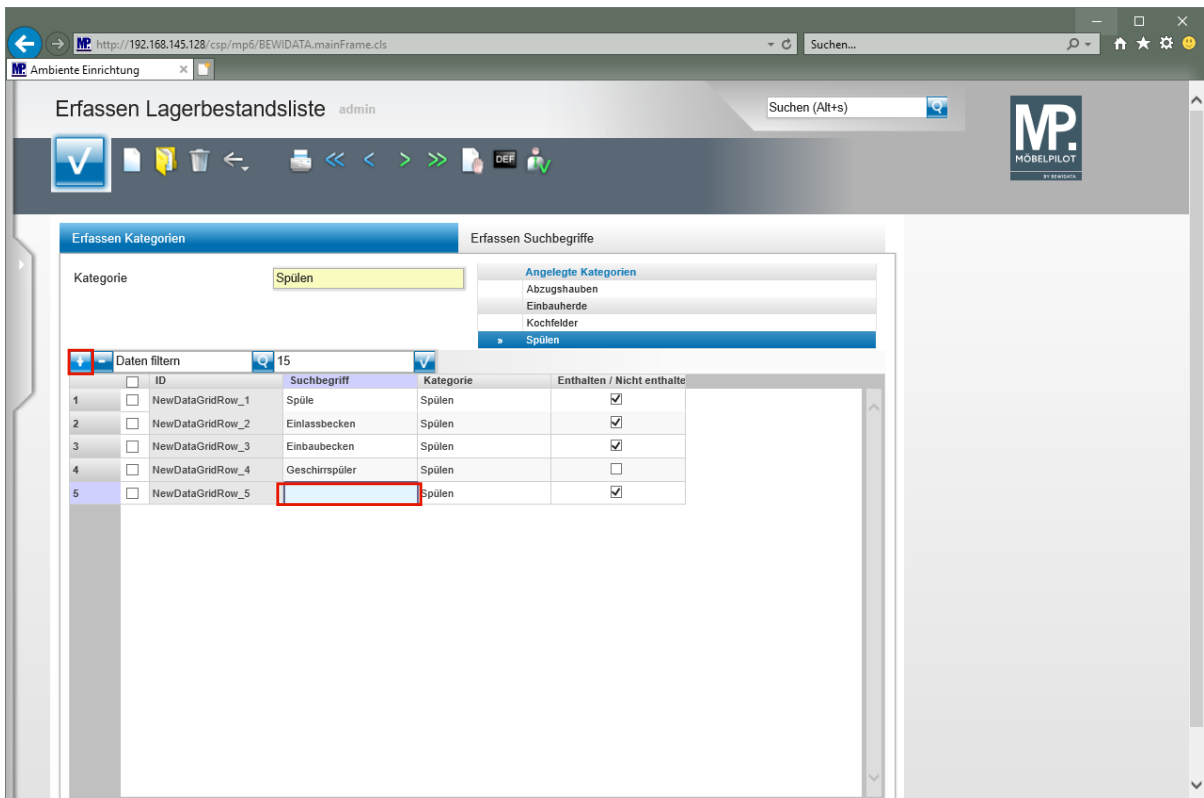 MP. http://192.168.145.128/csp/mp6/BEWIDATA.mainFrame.cls
Suchen...
MP. Ambiente Einrichtung
Erfassen Lagerbestandsliste admin
Suchen (Alt+s)
MP.
MÖBELPILOT
BY BEWIDATA
DEF
Erfassen Kategorien
Erfassen Suchbegriffe
Kategorie
Spülen
Angelegte Kategorien
Abzugshauben
Einbauherde
Kochfelder
» Spülen
Daten filtern
15
ID Suchbegriff Kategorie Enthalten / Nicht enthalte
1 NewDataGridRow_1 Spüle Spülen
2 NewDataGridRow_2 Einlassbecken Spülen
3 NewDataGridRow_3 Einbaubecken Spülen
4 NewDataGridRow_4 Geschirrspüler Spülen
5 NewDataGridRow_5 Spülen